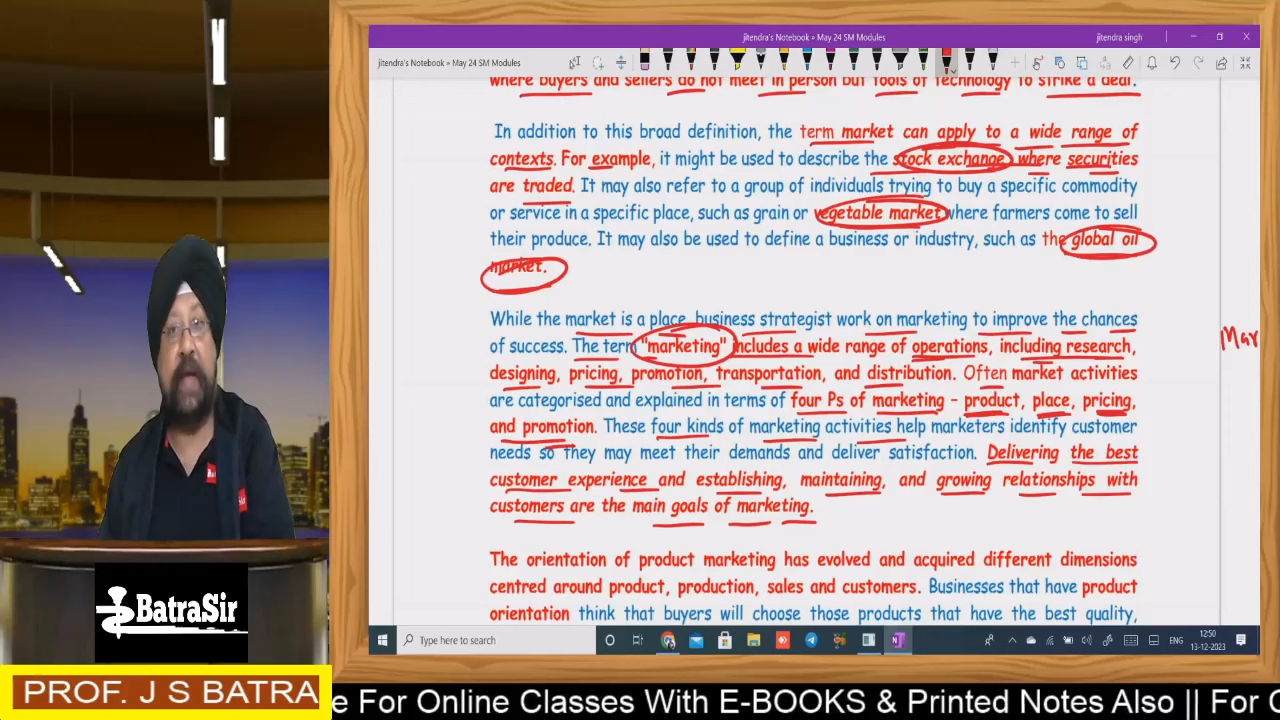 jitendra's Notebook » May 24 SM Modules
jitendra singh
jitendra's Notebook » May 24 SM Modules
where buyers and sellers do not meet in person but tools of technology to strike a deal.
In addition to this broad definition, the term market can apply to a wide range of
contexts. For example, it might be used to describe the stock exchange where securities
are traded. It may also refer to a group of individuals trying to buy a specific commodity
or service in a specific place, such as grain or vegetable market where farmers come to sell
their produce. It may also be used to define a business or industry, such as the global oil
market.
While the market is a place, business strategist work on marketing to improve the chances
of success. The term "marketing" includes a wide range of operations, including research,
designing, pricing, promotion, transportation, and distribution. Often market activities
are categorised and explained in terms of four Ps of marketing – product, place, pricing,
and promotion. These four kinds of marketing activities help marketers identify customer
needs so they may meet their demands and deliver satisfaction. Delivering the best
customer experience and establishing, maintaining, and growing relationships with
customers are the main goals of marketing.
Mar
The orientation of product marketing has evolved and acquired different dimensions
centred around product, production, sales and customers. Businesses that have product
orientation think that buyers will choose those products that have the best quality,
BatraSir
Type here to search
ENG
12:50
13-12-2023
PROF. J S BATRA
e For Online Classes With E-BOOKS & Printed Notes Also || For